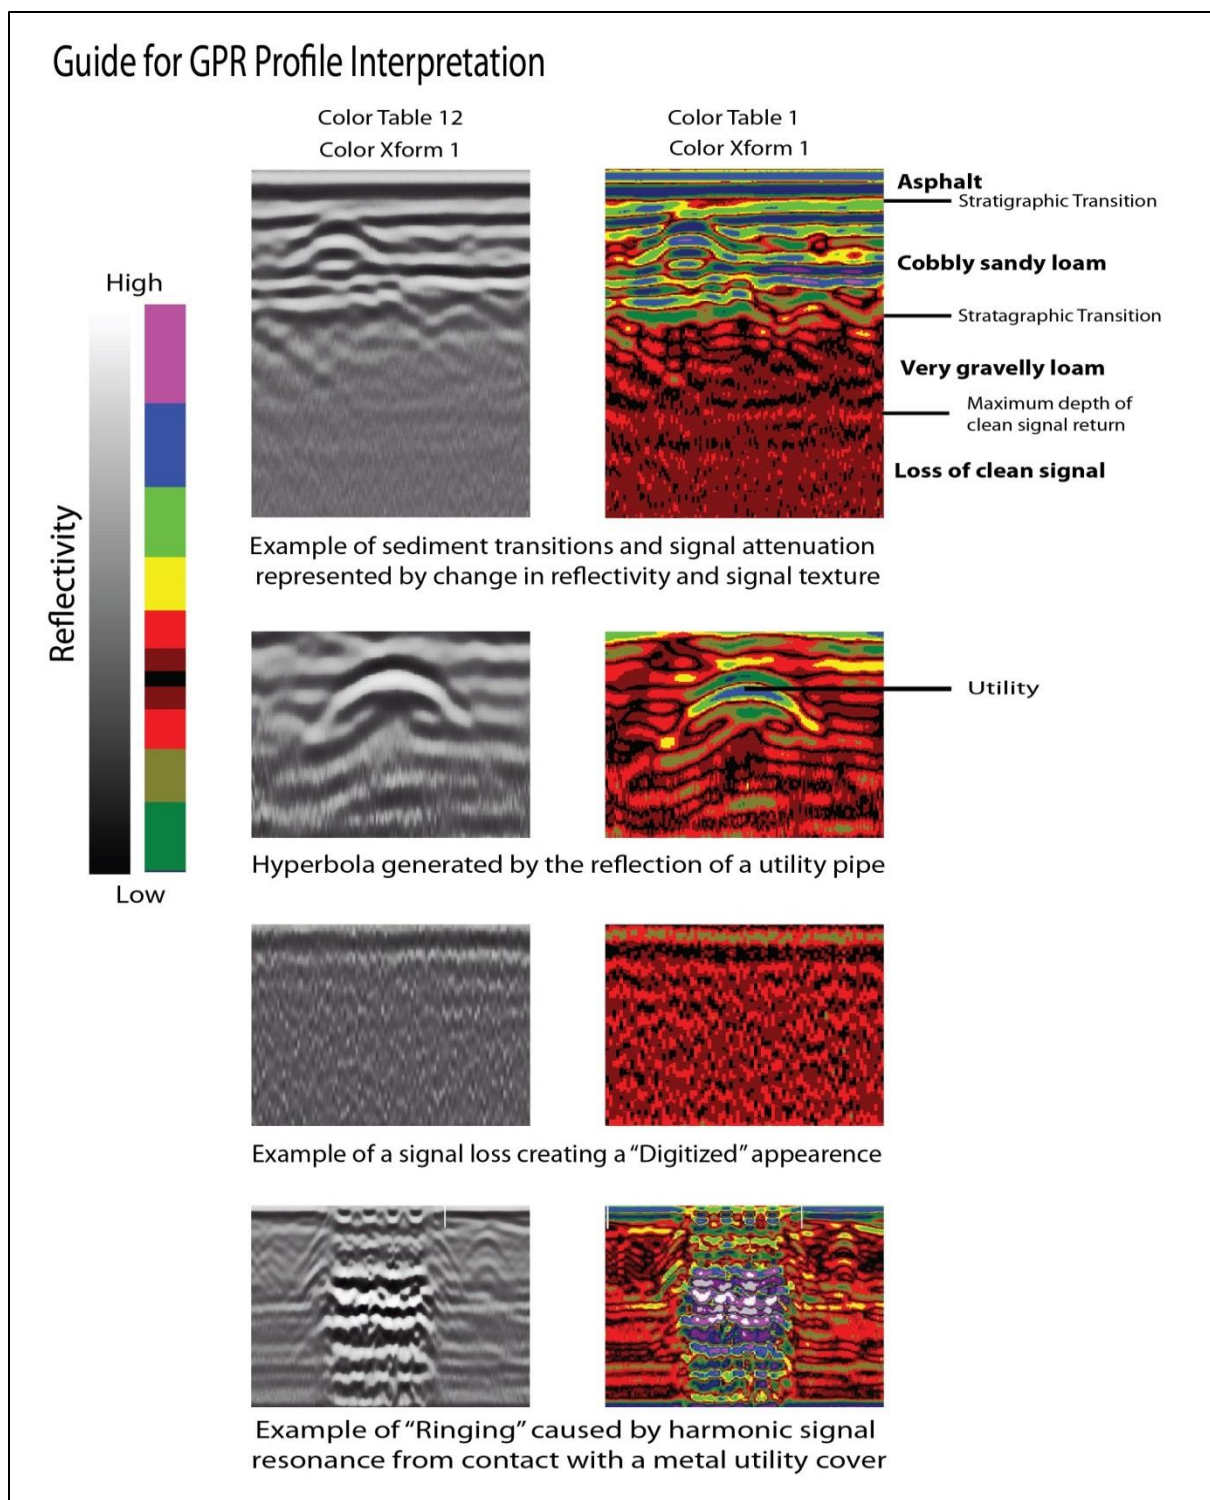 Guide for GPR Profile Interpretation
Color Table 12
Color Xform 1
Color Table 1
Color Xform 1
Asphalt
Stratigraphic Transition
Cobbly sandy loam
Stratagraphic Transition
Very gravelly loam
Maximum depth of
clean signal return
Loss of clean signal
High
Reflectivity
Low
Example of sediment transitions and signal attenuation
represented by change in reflectivity and signal texture
Utility
Hyperbola generated by the reflection of a utility pipe
Example of a signal loss creating a “Digitized” appearence
Example of “Ringing” caused by harmonic signal
resonance from contact with a metal utility cover